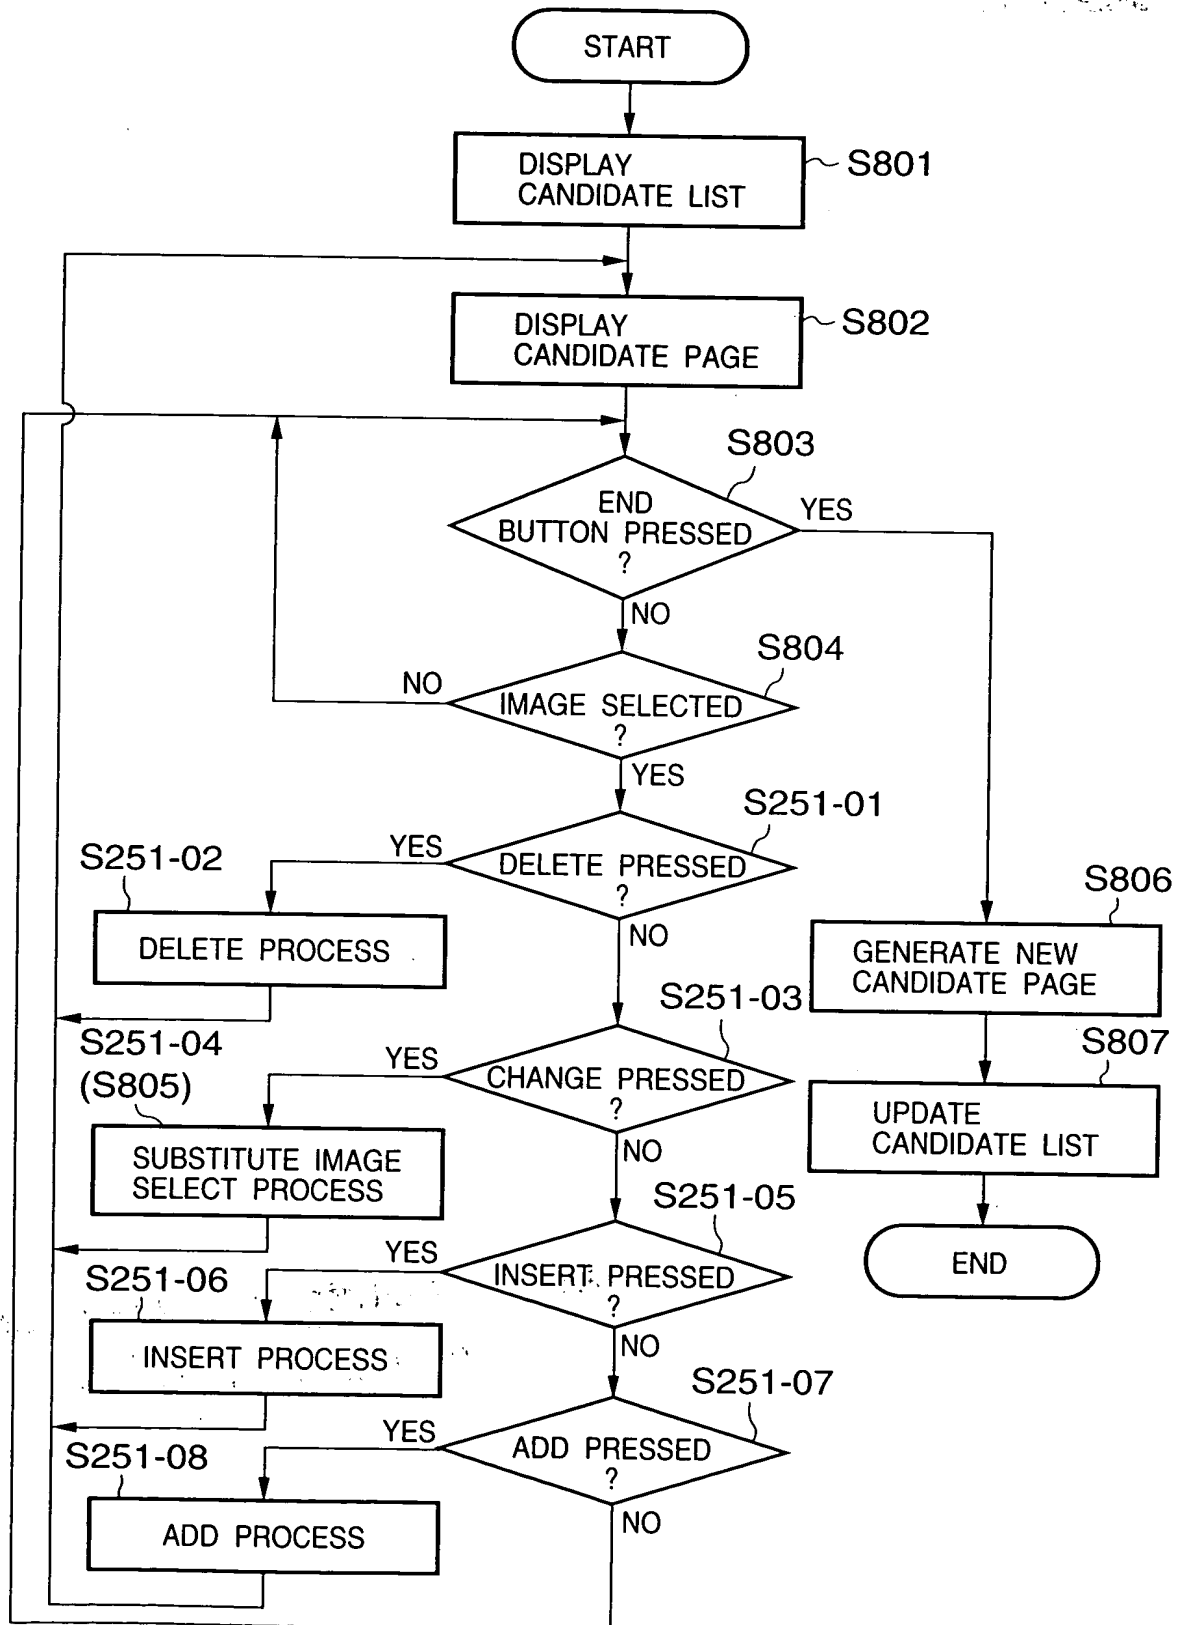 START
DISPLAY
CANDIDATE LIST
S801
DISPLAY
CANDIDATE PAGE
S802
S803
END
BUTTON PRESSED
?
YES
NO
S804
NO
IMAGE SELECTED
?
YES
S251-01
YES
DELETE PRESSED
?
S251-02
DELETE PROCESS
NO
S806
GENERATE NEW
CANDIDATE PAGE
S251-03
S251-04
(S805)
YES
CHANGE PRESSED
?
S807
UPDATE
CANDIDATE LIST
SUBSTITUTE IMAGE
SELECT PROCESS
NO
S251-05
YES
INSERT PRESSED
?
END
S251-06
INSERT PROCESS
NO
S251-07
YES
ADD PRESSED
?
S251-08
ADD PROCESS
NO